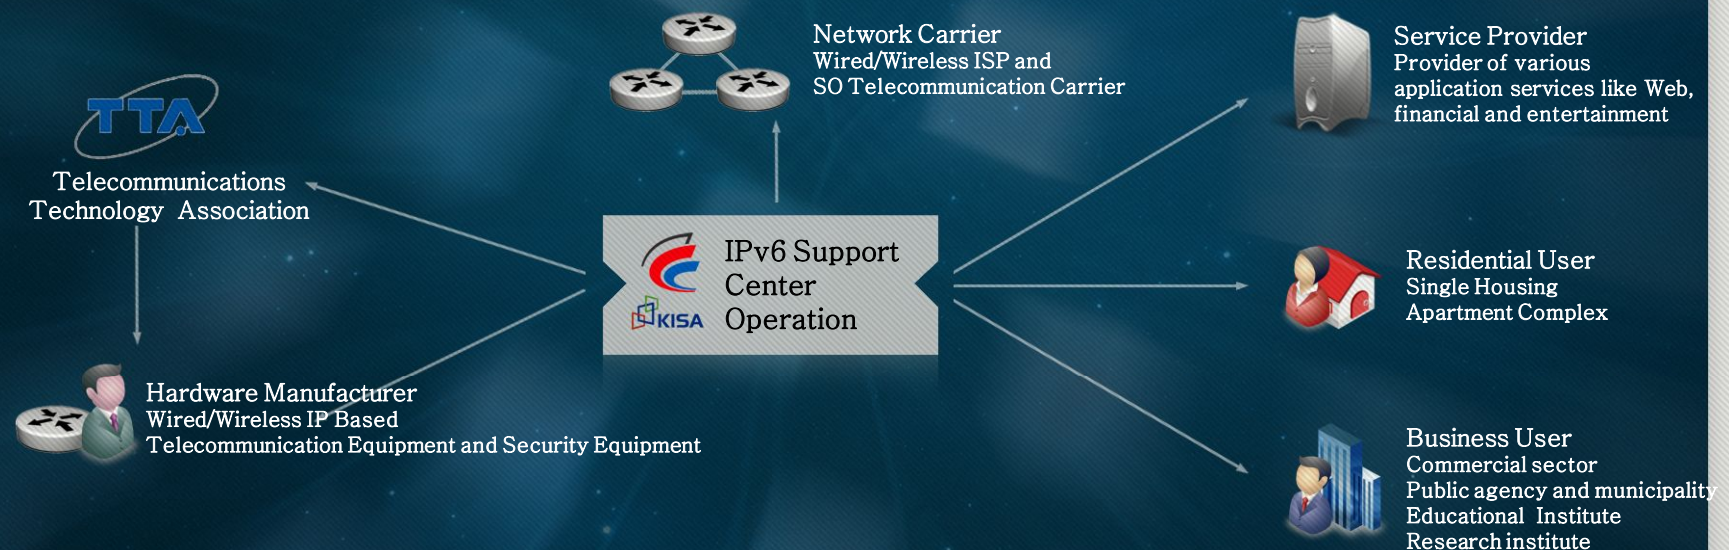 TTA
Telecommunications
Technology Association
Network Carrier
Wired/Wireless ISP and
SO Telecommunication Carrier
Service Provider
Provider of various
application services like Web,
financial and entertainment
IPv6 Support
Center
Operation
KISA
Residential User
Single Housing
Apartment Complex
Hardware Manufacturer
Wired/Wireless IP Based
Telecommunication Equipment and Security Equipment
Business User
Commercial sector
Public agency and municipality
Educational Institute
Research institute